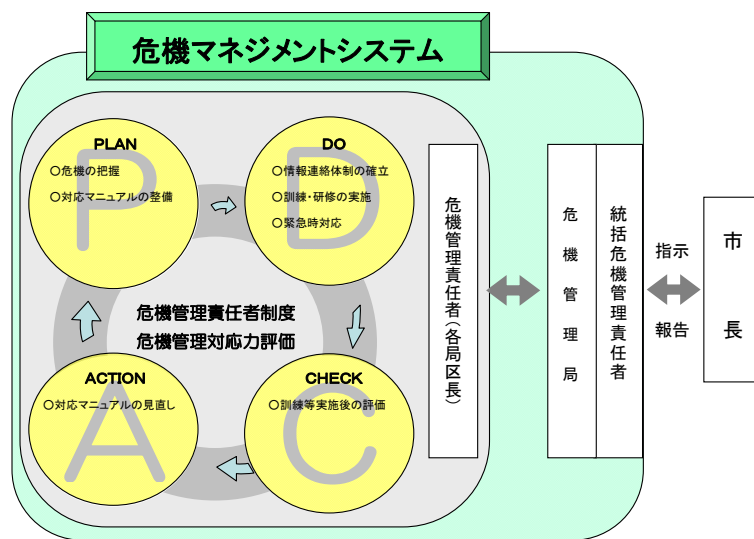 危機マネジメントシステム
PLAN
○危機の把握
○対応マニュアルの整備
P
DO
○情報連絡体制の確立
○訓練・研修の実施
○緊急時対応
D
危機管理責任者制度
危機管理対応力評価
ACTION
○対応マニュアルの見直し
A
CHECK
○訓練等実施後の評価
C
危機管理責任者(各局区長)
危機管理局
統括危機管理責任者
指示
報告
市長